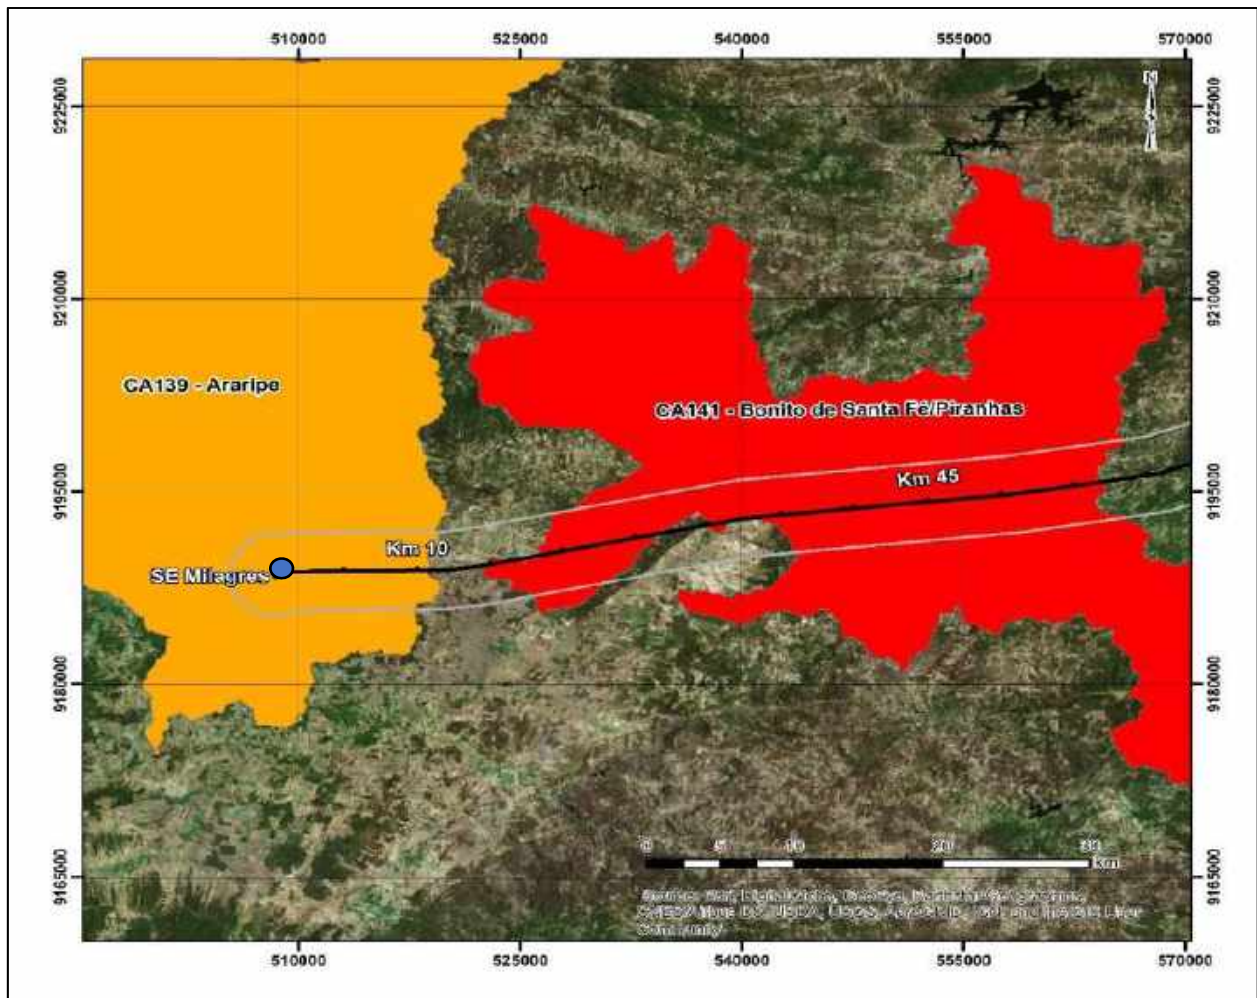 510000 525000 540000 555000 570000
N
9225000 9225000
9210000 9210000
CA139 - Araripe
CA141 - Bonito de Santa Fé/Piranhas
9195000 9195000
Km 45
Km 10
SE Milagres
9180000 9180000
0 5 10 20 30
km
9165000 9165000
Community
510000 525000 540000 555000 570000